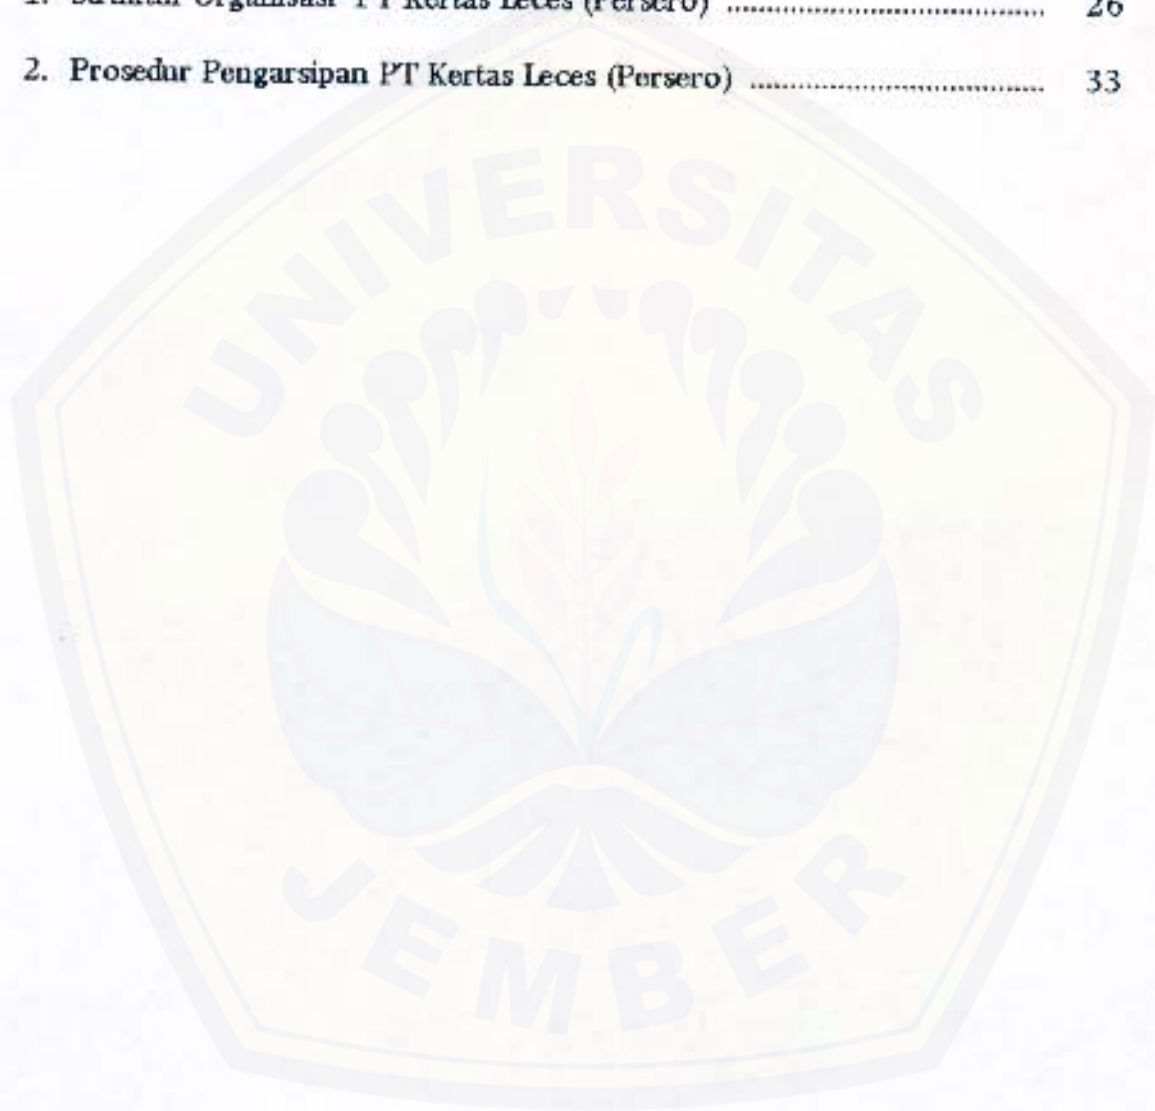 1. Struktur Organisasi PT Kertas Leces (Persero) ........................................ 26
2. Prosedur Pengarsipan PT Kertas Leces (Persero) ..................................... 33
UNIVERSITAS
JEMBER